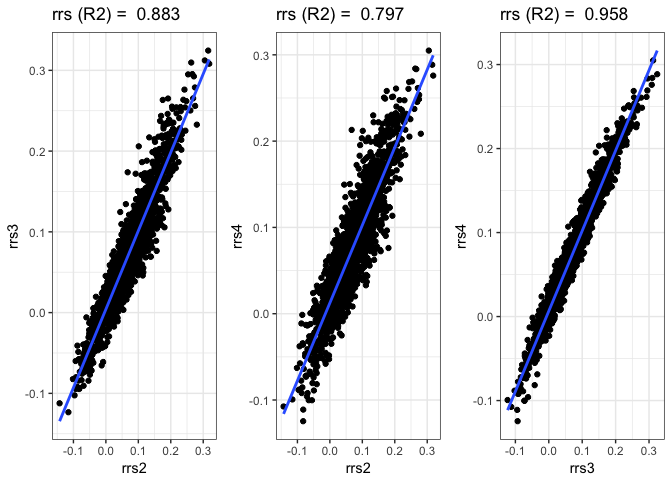 rrs (R2) =  0.883
rrs3
0.3
0.2
0.1
0.0
-0.1
-0.1 0.0 0.1 0.2 0.3
rrs2
rrs (R2) =  0.797
rrs4
0.3
0.2
0.1
0.0
-0.1
-0.1 0.0 0.1 0.2 0.3
rrs2
rrs (R2) =  0.958
rrs4
0.3
0.2
0.1
0.0
-0.1
-0.1 0.0 0.1 0.2 0.3
rrs3